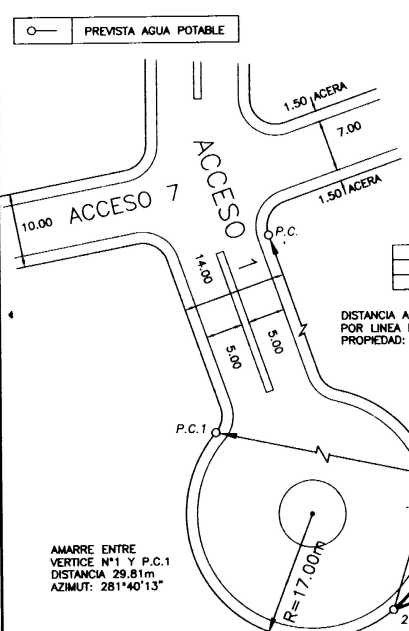 PREVISTA AGUA POTABLE
1.50 ACERA
7.00
1.50 ACERA
ACCESO 1
ACCESO 7
10.00
P.C.
14.00
5.00
5.00
DISTANCIA A
POR LINEA
PROPIEDAD:
P.C.1
AMARRE ENTRE
VERTICE N°1 Y P.C.1
DISTANCIA 29.81m
AZIMUT: 281°40'13"
R=17.00m
2